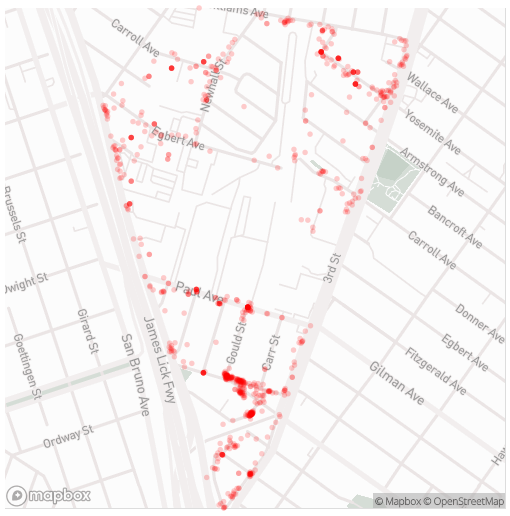 lliams Ave
Carroll Ave
Newhall St
Wallace Ave
Yosemite Ave
Egbert Ave
Armstrong Ave
Brussels St
Bancroft Ave
Carroll Ave
Dwight St
3rd St
Paul Ave
Donner Ave
Girard St
Goettingen St
San Bruno Ave
James Lick Fwy
Gould St
Carr St
Egbert Ave
Fitzgerald Ave
Gilman Ave
Ordway St
Haw
mapbox
© Mapbox © OpenStreetMap